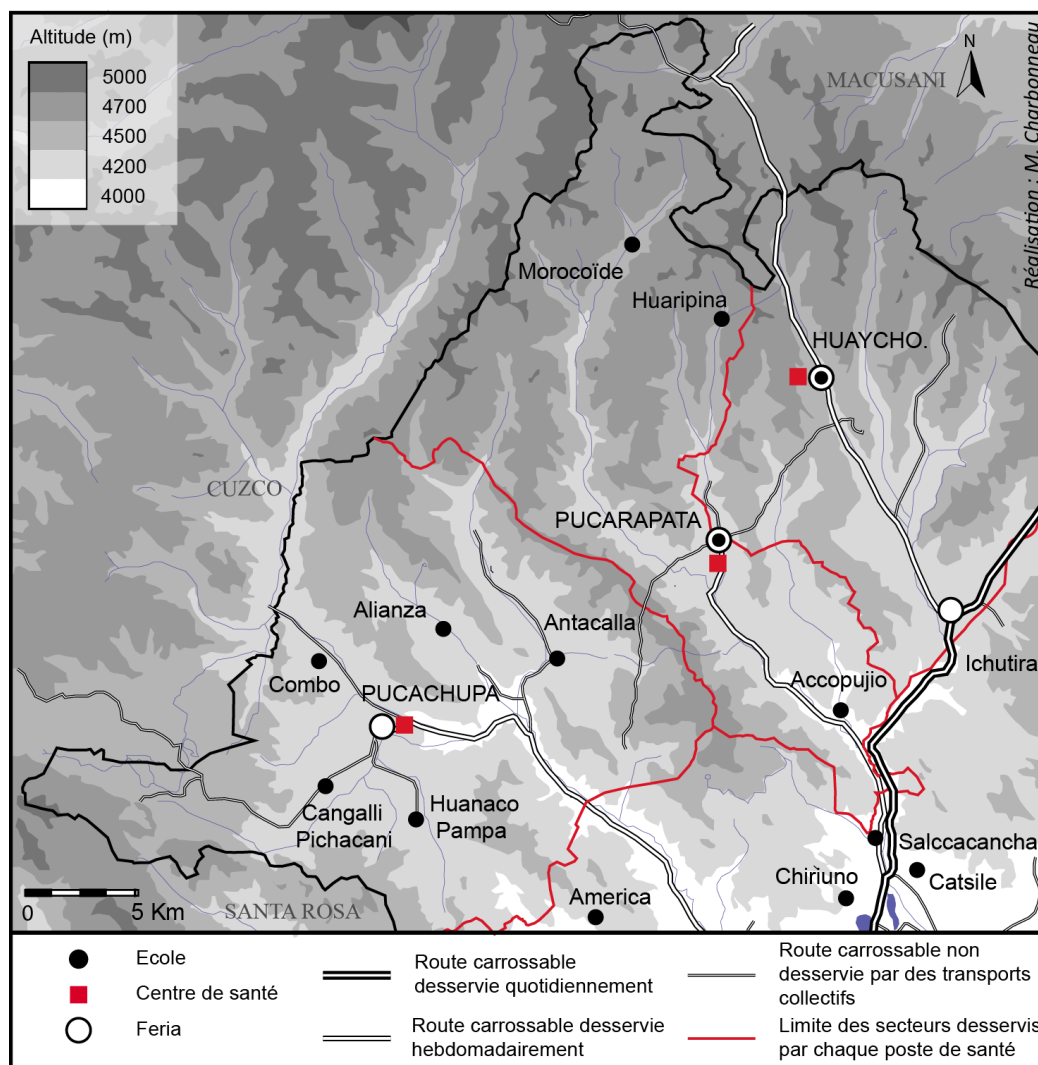 Altitude (m)
5000
4700
4500
4200
4000
N
MACUSANI
Réalisation : M. Charbonneau
Morocoïde
Huaripina
HUAYCHO.
CUZCO
PUCARAPATA
Alianza
Antacalla
Combo
PUCACHUPA
Accopujio
Ichutira
Cangalli
Pichacani
Huanaco
Pampa
Salccacancha
Chiriuno
Catsile
America
0
5 Km
SANTA ROSA
Ecole
Centre de santé
Feria
Route carrossable
desservie quotidiennement
Route carrossable desservie
hebdomadairement
Route carrossable non
desservie par des transports
collectifs
Limite des secteurs desservis
par chaque poste de santé